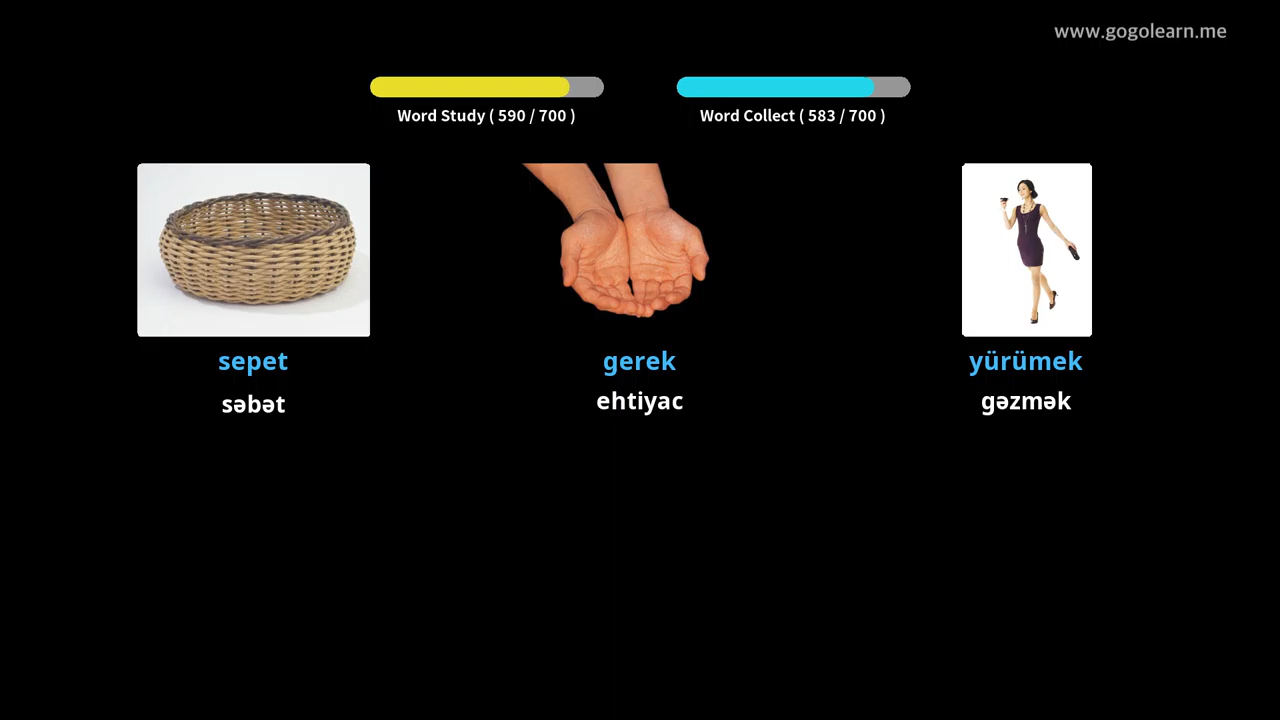 www.gogolearn.me
Word Study ( 590 / 700 )
Word Collect ( 583 / 700 )
sepet
gerek
yürümek
səbət
ehtiyac
gəzmək